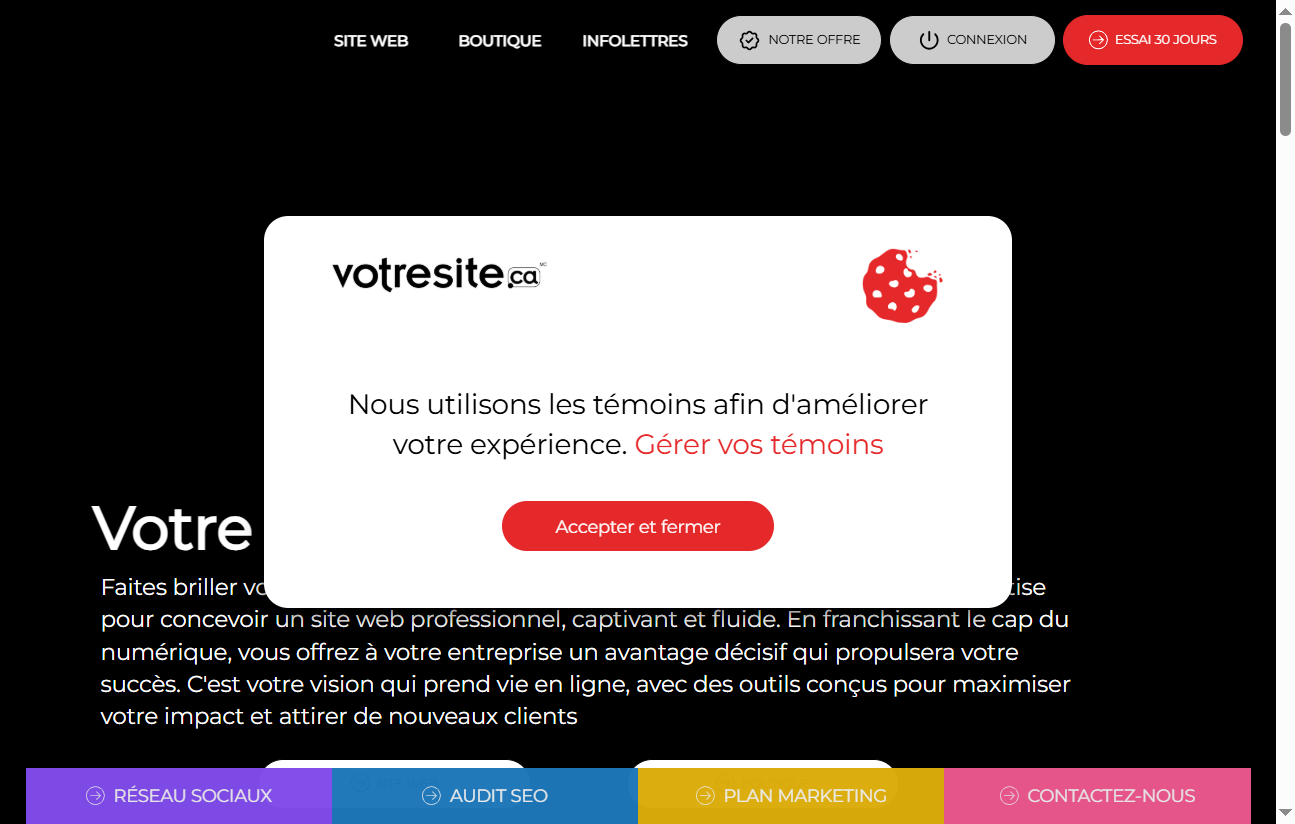 SITE WEB BOUTIQUE INFOLETTRES NOTRE OFFRE CONNEXION ESSAI 30 JOURS
votresite.ca MC
Nous utilisons les témoins afin d'améliorer
votre expérience. Gérer vos témoins
Accepter et fermer
Votre
Faites briller
pour concevoir un site web professionnel, captivant et fluide. En franchissant le cap du
numérique, vous offrez à votre entreprise un avantage décisif qui propulsera votre
succès. C'est votre vision qui prend vie en ligne, avec des outils conçus pour maximiser
votre impact et attirer de nouveaux clients
RÉSEAU SOCIAUX AUDIT SEO PLAN MARKETING CONTACTEZ-NOUS